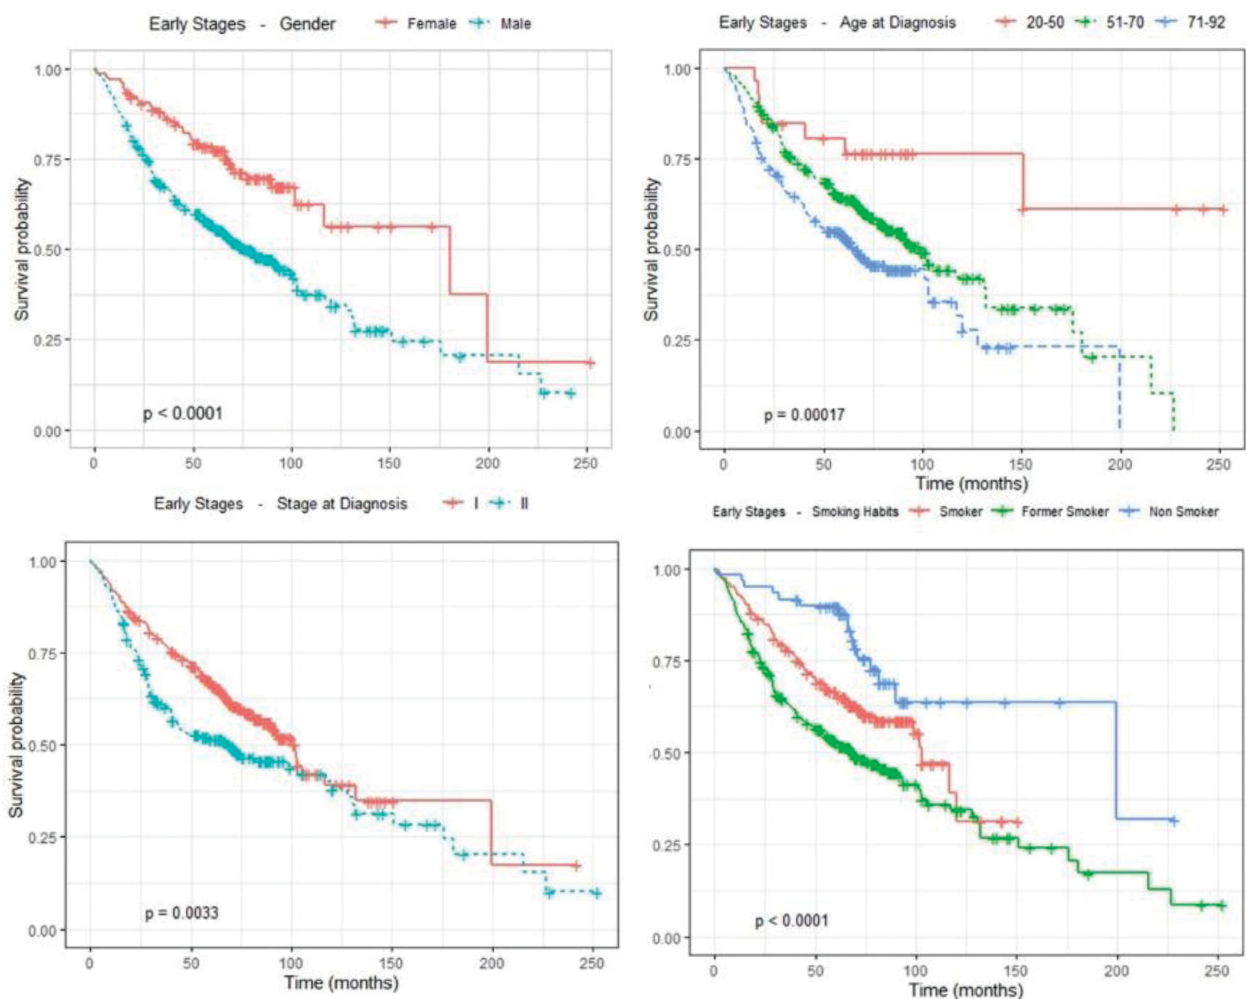 Early Stages - Gender Female Male
Survival probability
1.00
0.75
0.50
0.25
0.00
p < 0.0001
0 50 100 150 200 250
Early Stages - Age at Diagnosis 20-50 51-70 71-92
Survival probability
1.00
0.75
0.50
0.25
0.00
p = 0.00017
0 50 100 150 200 250
Time (months)
Early Stages - Stage at Diagnosis I II
Survival probability
1.00
0.75
0.50
0.25
0.00
p = 0.0033
0 50 100 150 200 250
Time (months)
Early Stages - Smoking Habits Smoker Former Smoker Non Smoker
1.00
0.75
0.50
0.25
0.00
p < 0.0001
0 50 100 150 200 250
Time (months)